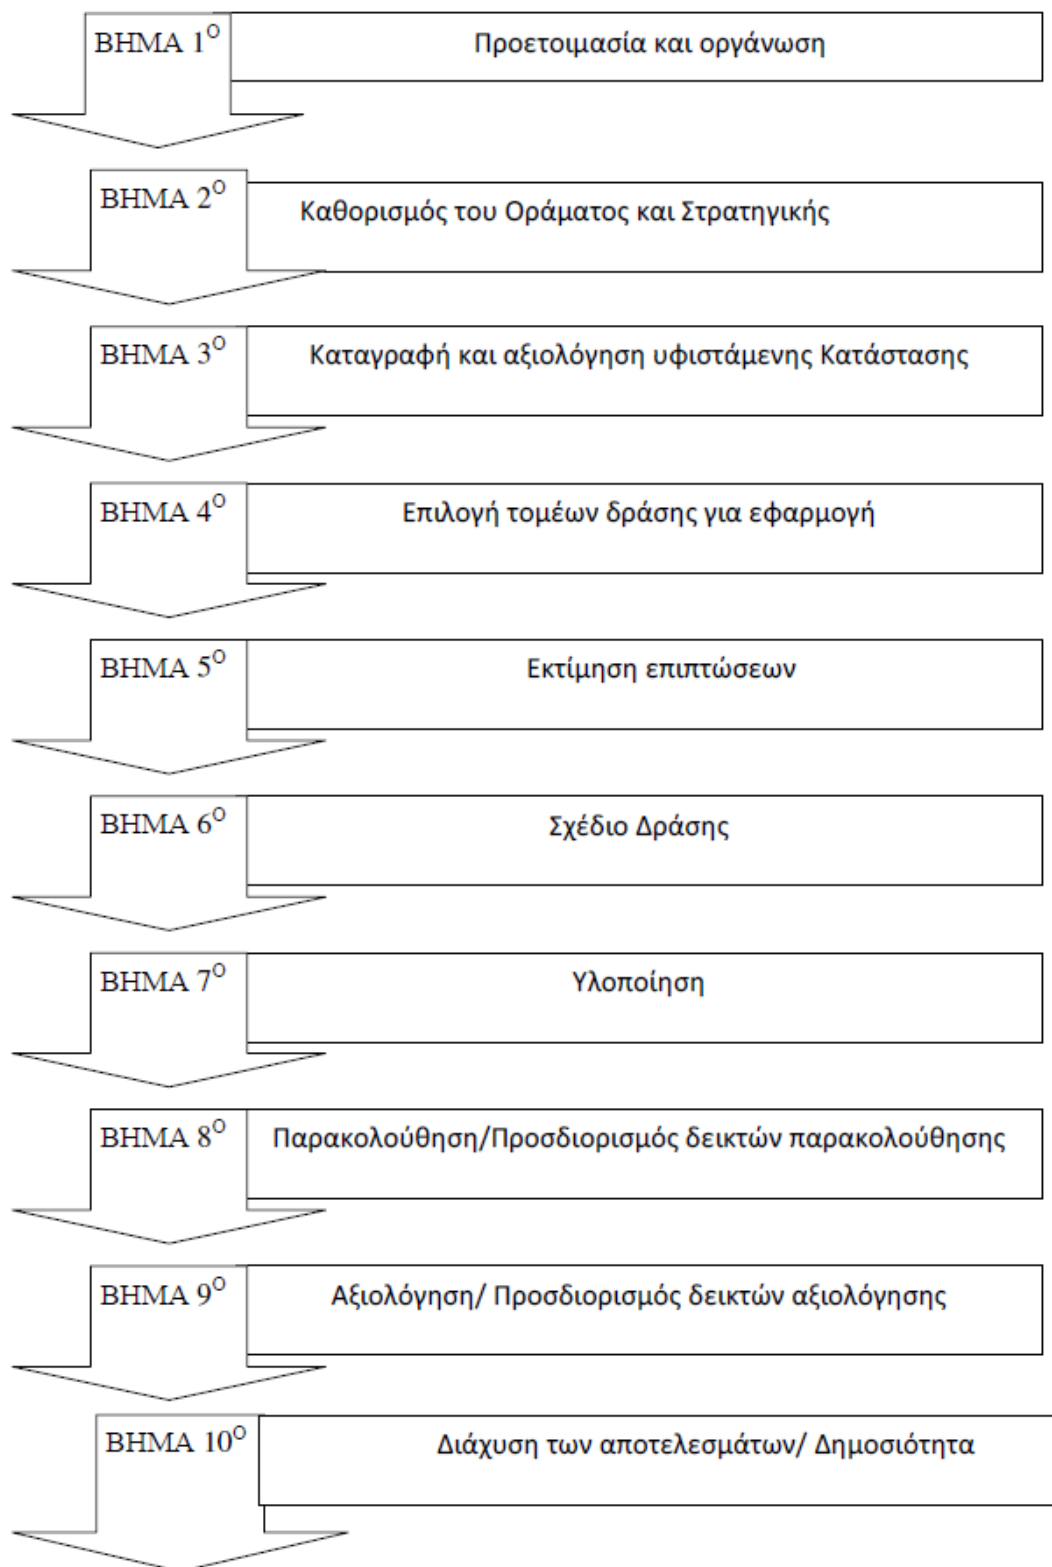 ΒΗΜΑ 1Ο Προετοιμασία και οργάνωση
ΒΗΜΑ 2Ο Καθορισμός του Οράματος και Στρατηγικής
ΒΗΜΑ 3Ο Καταγραφή και αξιολόγηση υφιστάμενης Κατάστασης
ΒΗΜΑ 4Ο Επιλογή τομέων δράσης για εφαρμογή
ΒΗΜΑ 5Ο Εκτίμηση επιπτώσεων
ΒΗΜΑ 6Ο Σχέδιο Δράσης
ΒΗΜΑ 7Ο Υλοποίηση
ΒΗΜΑ 8Ο Παρακολούθηση/Προσδιορισμός δεικτών παρακολούθησης
ΒΗΜΑ 9Ο Αξιολόγηση/ Προσδιορισμός δεικτών αξιολόγησης
ΒΗΜΑ 10Ο Διάχυση των αποτελεσμάτων/ Δημοσιότητα